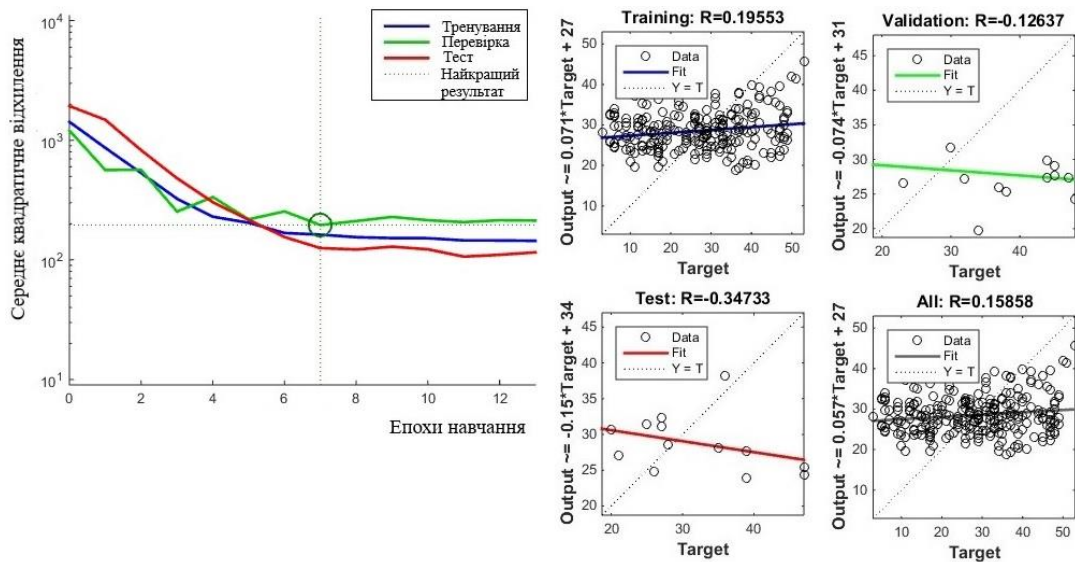 10⁴
10³
10²
10¹
Середнє квадратичне відхілення
Тренування
Перевірка
Тест
Найкращий
результат
0 2 4 6 8 10 12
Епохи навчання
Training: R=0.19553
Output ~= 0.071*Target + 27
50
40
30
20
10
Data
Fit
Y = T
10 20 30 40 50
Target
Validation: R=-0.12637
Output ~= -0.074*Target + 31
45
40
35
30
25
20
Data
Fit
Y = T
20 30 40
Target
Test: R=-0.34733
Output ~= -0.15*Target + 34
45
40
35
30
25
20
Data
Fit
Y = T
20 30 40
Target
All: R=0.15858
Output ~= 0.057*Target + 27
50
40
30
20
10
Data
Fit
Y = T
10 20 30 40 50
Target